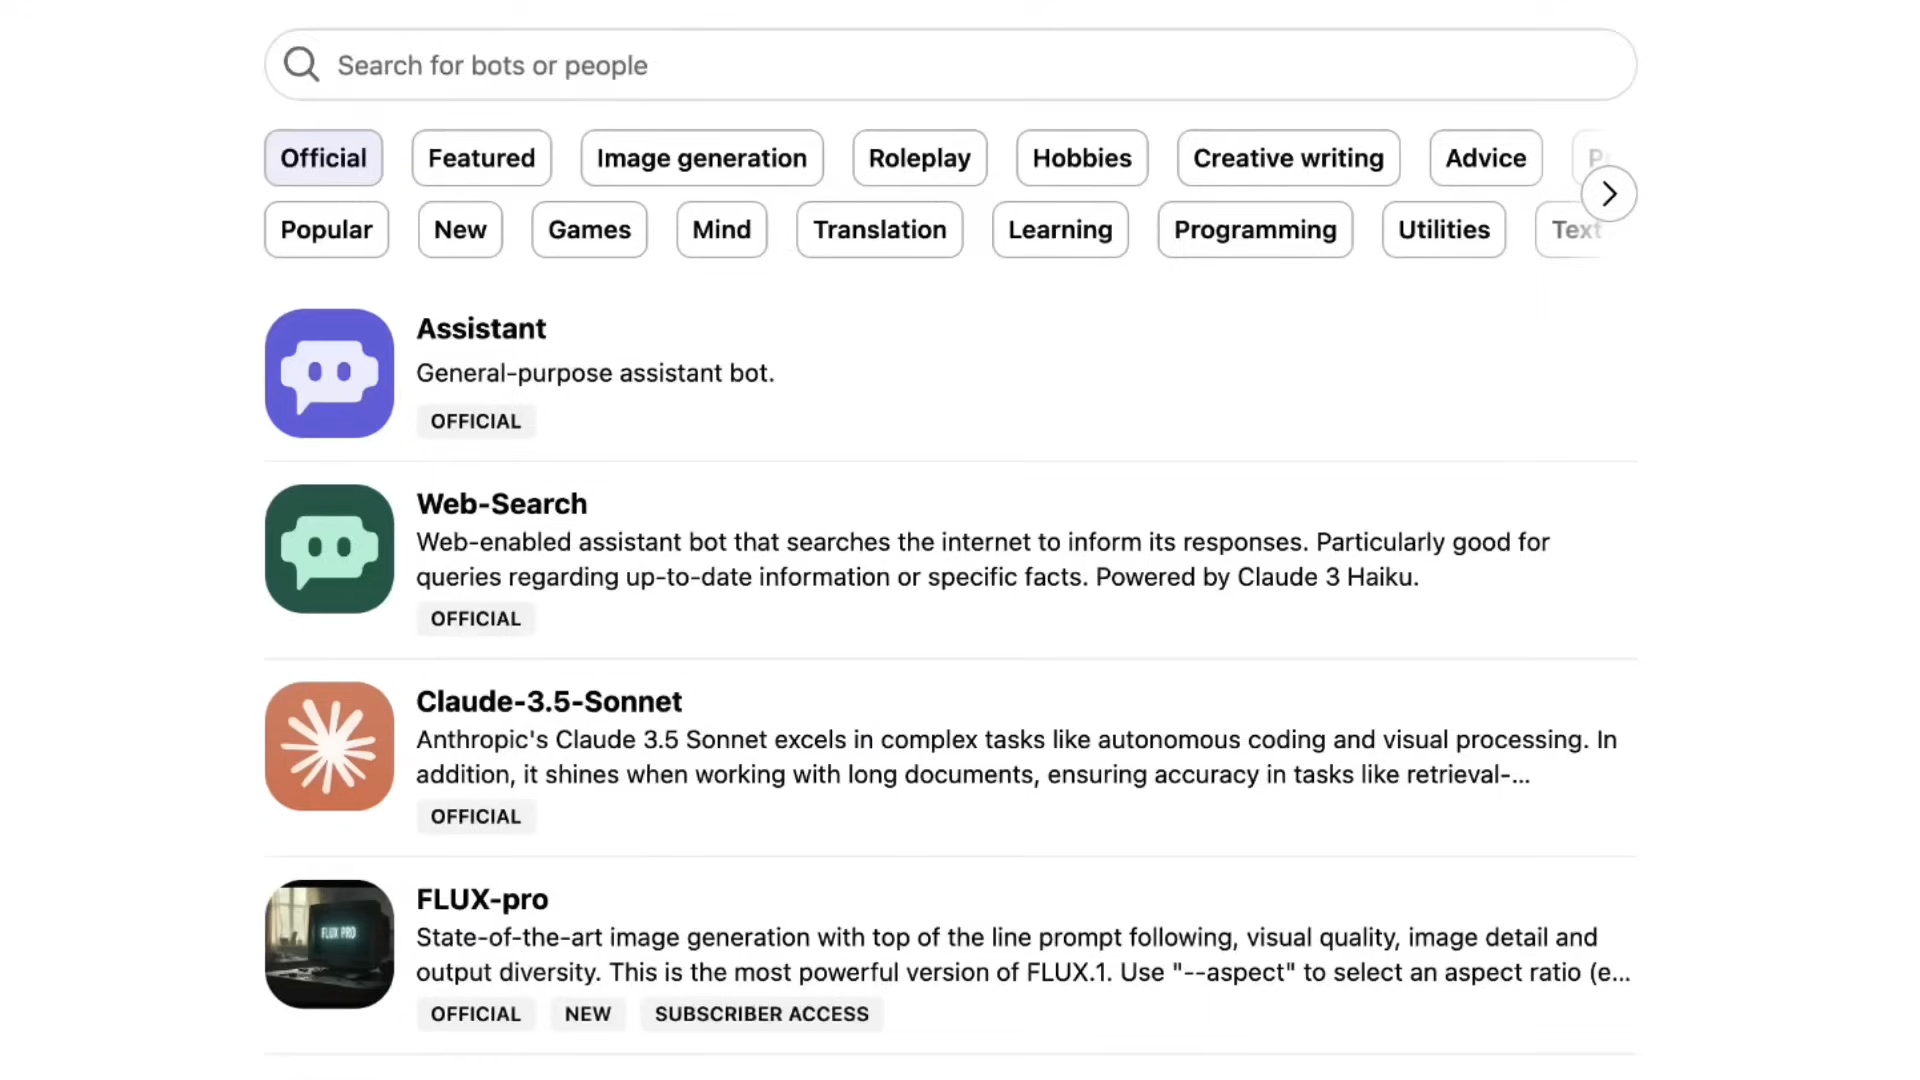 Search for bots or people
Official Featured Image generation Roleplay Hobbies Creative writing Advice
Popular New Games Mind Translation Learning Programming Utilities Text
Assistant
General-purpose assistant bot.
OFFICIAL
Web-Search
Web-enabled assistant bot that searches the internet to inform its responses. Particularly good for
queries regarding up-to-date information or specific facts. Powered by Claude 3 Haiku.
OFFICIAL
Claude-3.5-Sonnet
Anthropic's Claude 3.5 Sonnet excels in complex tasks like autonomous coding and visual processing. In
addition, it shines when working with long documents, ensuring accuracy in tasks like retrieval-...
OFFICIAL
FLUX PRO
FLUX-pro
State-of-the-art image generation with top of the line prompt following, visual quality, image detail and
output diversity. This is the most powerful version of FLUX.1. Use "--aspect" to select an aspect ratio (e...
OFFICIAL NEW SUBSCRIBER ACCESS